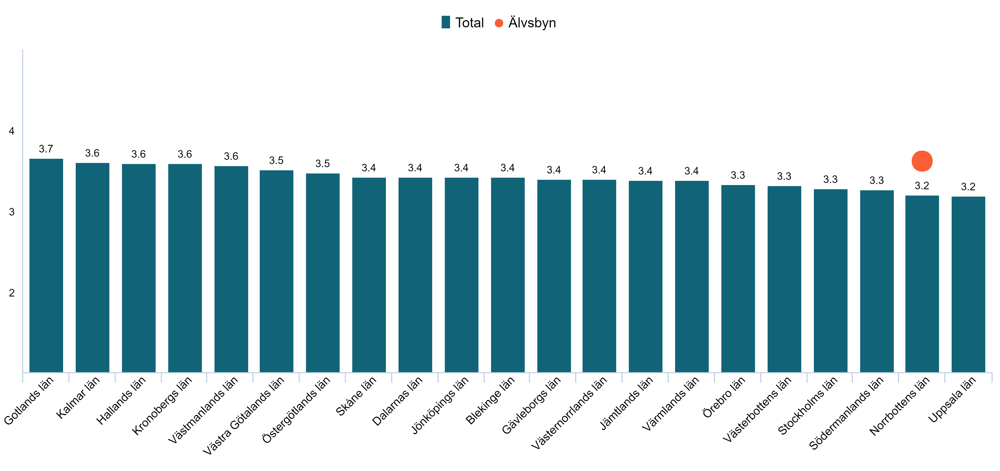 Total Älvsbyn
4
3
2
3.7 3.6 3.6 3.6 3.6 3.5 3.5 3.4 3.4 3.4 3.4 3.4 3.4 3.4 3.4 3.3 3.3 3.3 3.3 3.2 3.2
Gotlands län
Kalmar län
Hallands län
Kronobergs län
Västmanlands län
Västra Götalands län
Östergötlands län
Skåne län
Dalarnas län
Jönköpings län
Blekinge län
Gävleborgs län
Västernorrlands län
Jämtlands län
Värmlands län
Örebro län
Västerbottens län
Stockholms län
Södermanlands län
Norrbottens län
Uppsala län